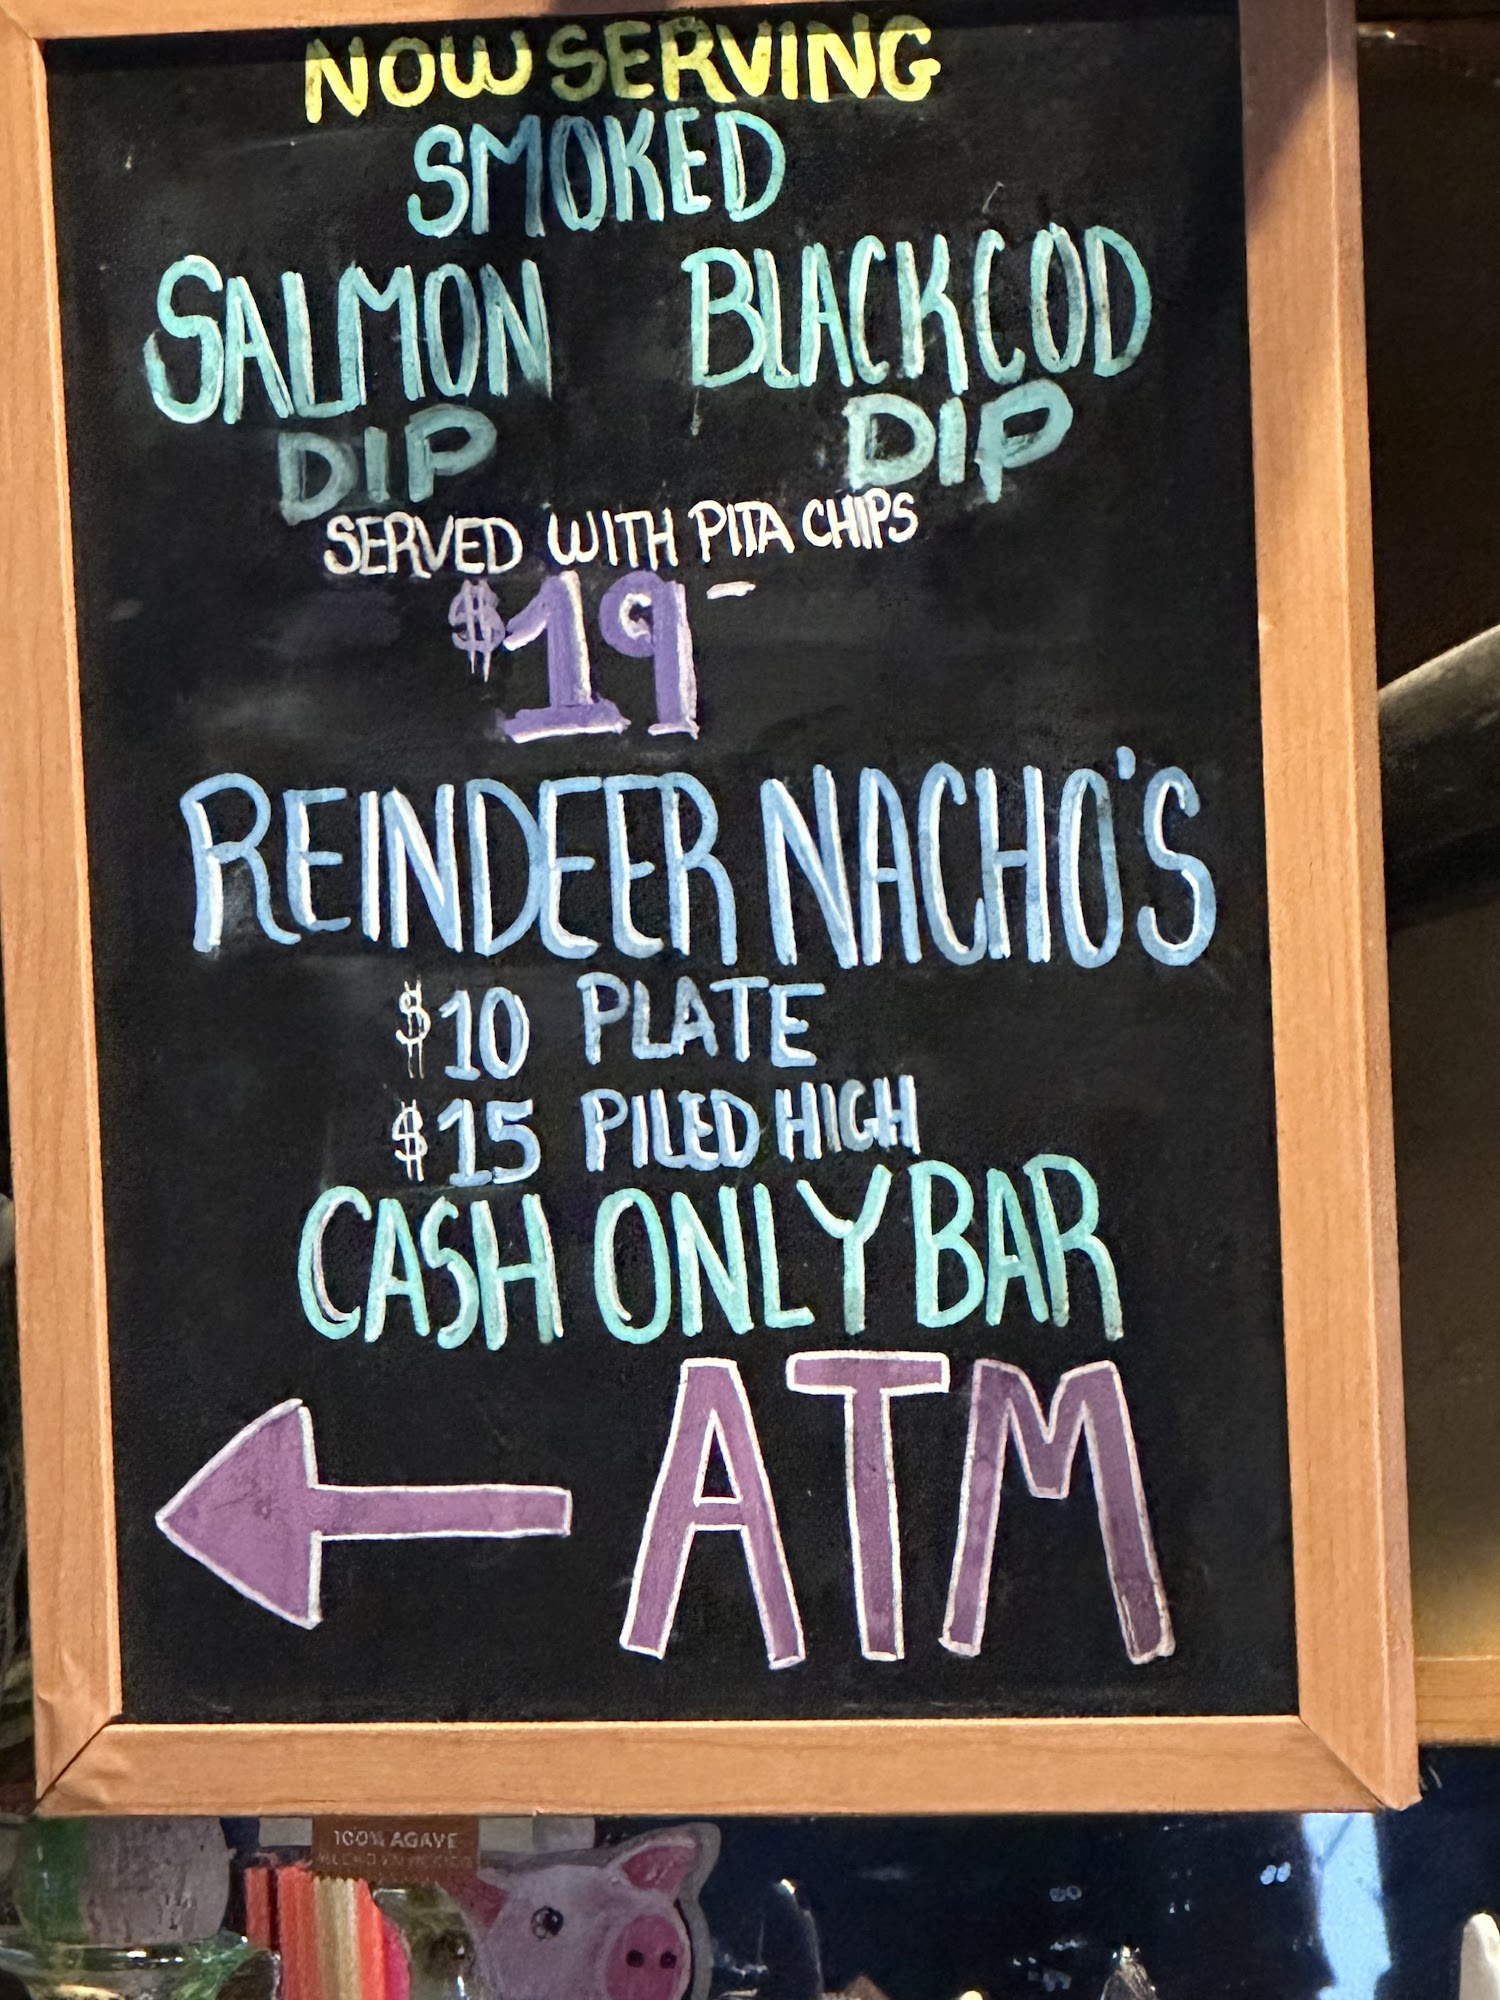 NOW SERVING
SMOKED
SALMON BLACKCOD
DIP DIP
SERVED WITH PITA CHIPS
$19-
REINDEER NACHO'S
$10 PLATE
$15 PILED HIGH
CASH ONLY BAR
ATM
100% AGAVE